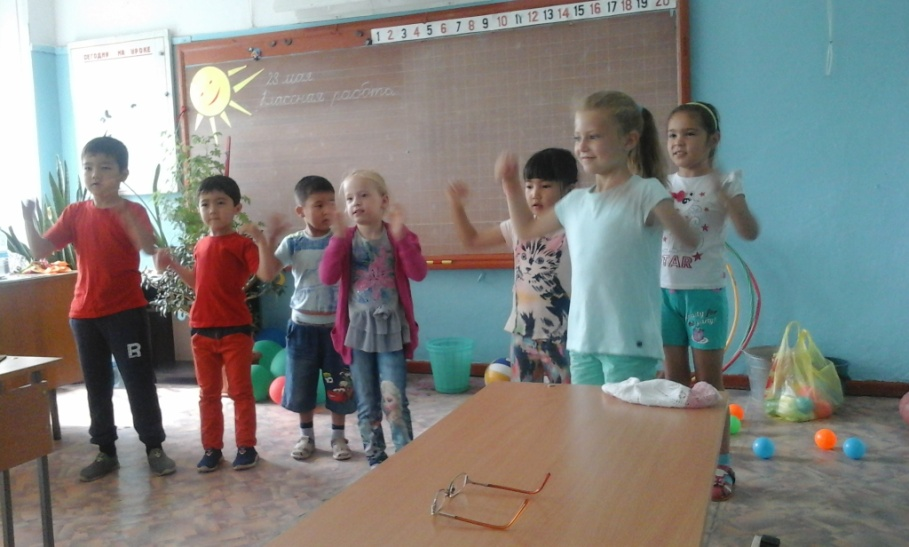 СЕГОДНЯ НА УРОКЕ
1 2 3 4 5 6 7 8 9 10 11 12 13 14 15 16 17 18 19 20
23 мая
Классная работа
R
STAR